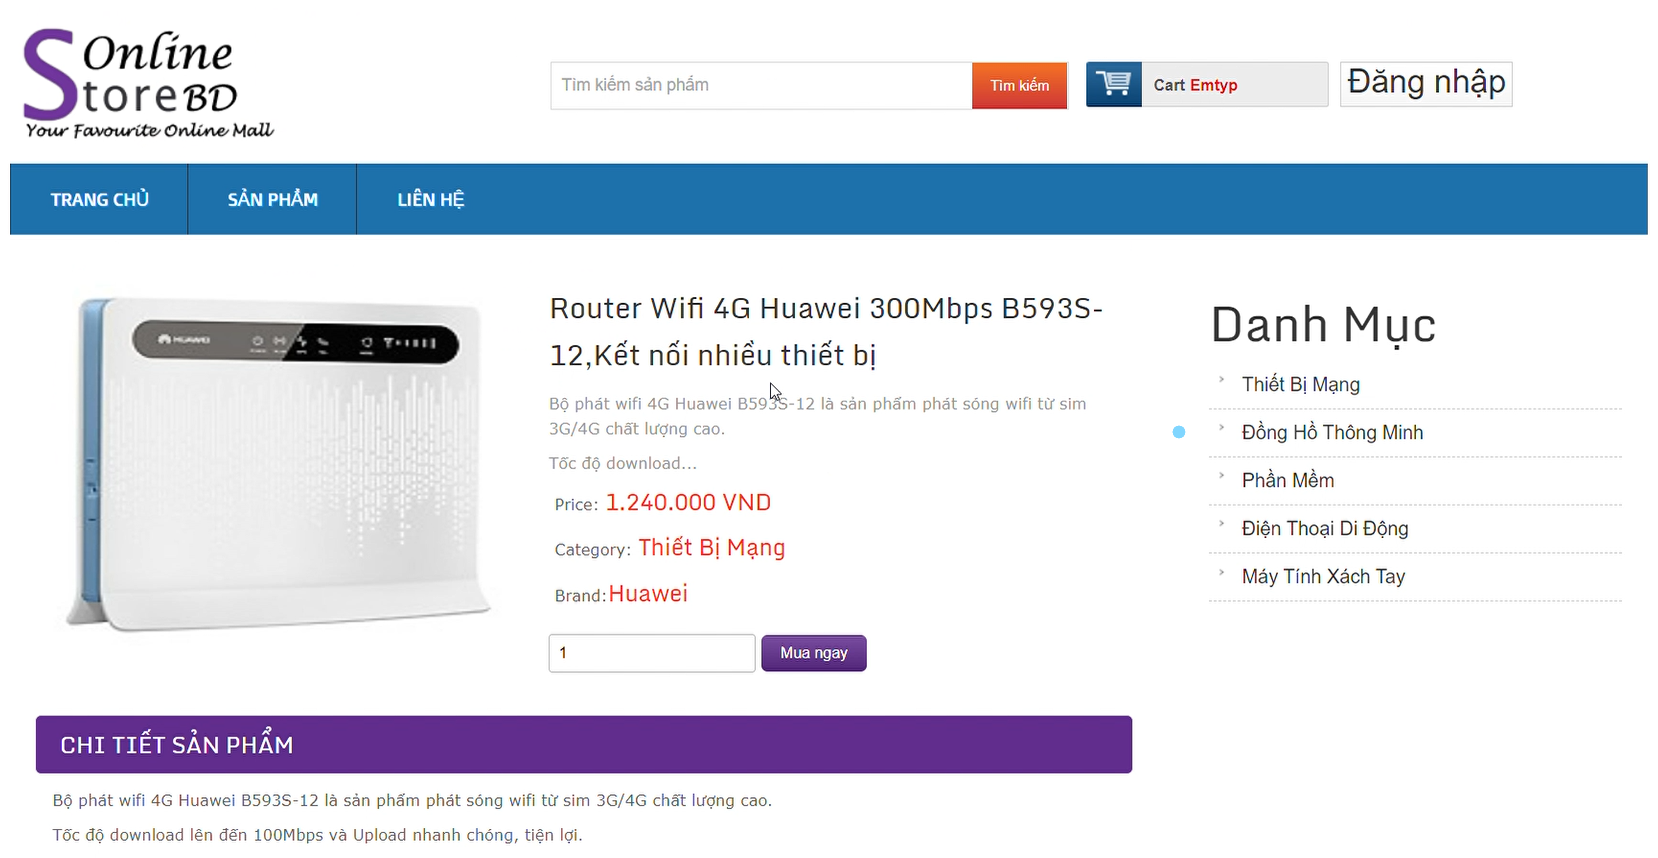 Online
Store BD
Your Favourite Online Mall
Tìm kiếm sản phẩm
Tìm kiếm
Cart Emtyp
Đăng nhập
TRANG CHỦ
SẢN PHẨM
LIÊN HỆ
HUAWEI
Router Wifi 4G Huawei 300Mbps B593S-
12,Kết nối nhiều thiết bị
Bộ phát wifi 4G Huawei B593S-12 là sản phẩm phát sóng wifi từ sim
3G/4G chất lượng cao.
Tốc độ download...
Price: 1.240.000 VND
Category: Thiết Bị Mạng
Brand:Huawei
1
Mua ngay
Danh Mục
Thiết Bị Mạng
Đồng Hồ Thông Minh
Phần Mềm
Điện Thoại Di Động
Máy Tính Xách Tay
CHI TIẾT SẢN PHẨM
Bộ phát wifi 4G Huawei B593S-12 là sản phẩm phát sóng wifi từ sim 3G/4G chất lượng cao.
Tốc độ download lên đến 100Mbps và Upload nhanh chóng, tiện lợi.